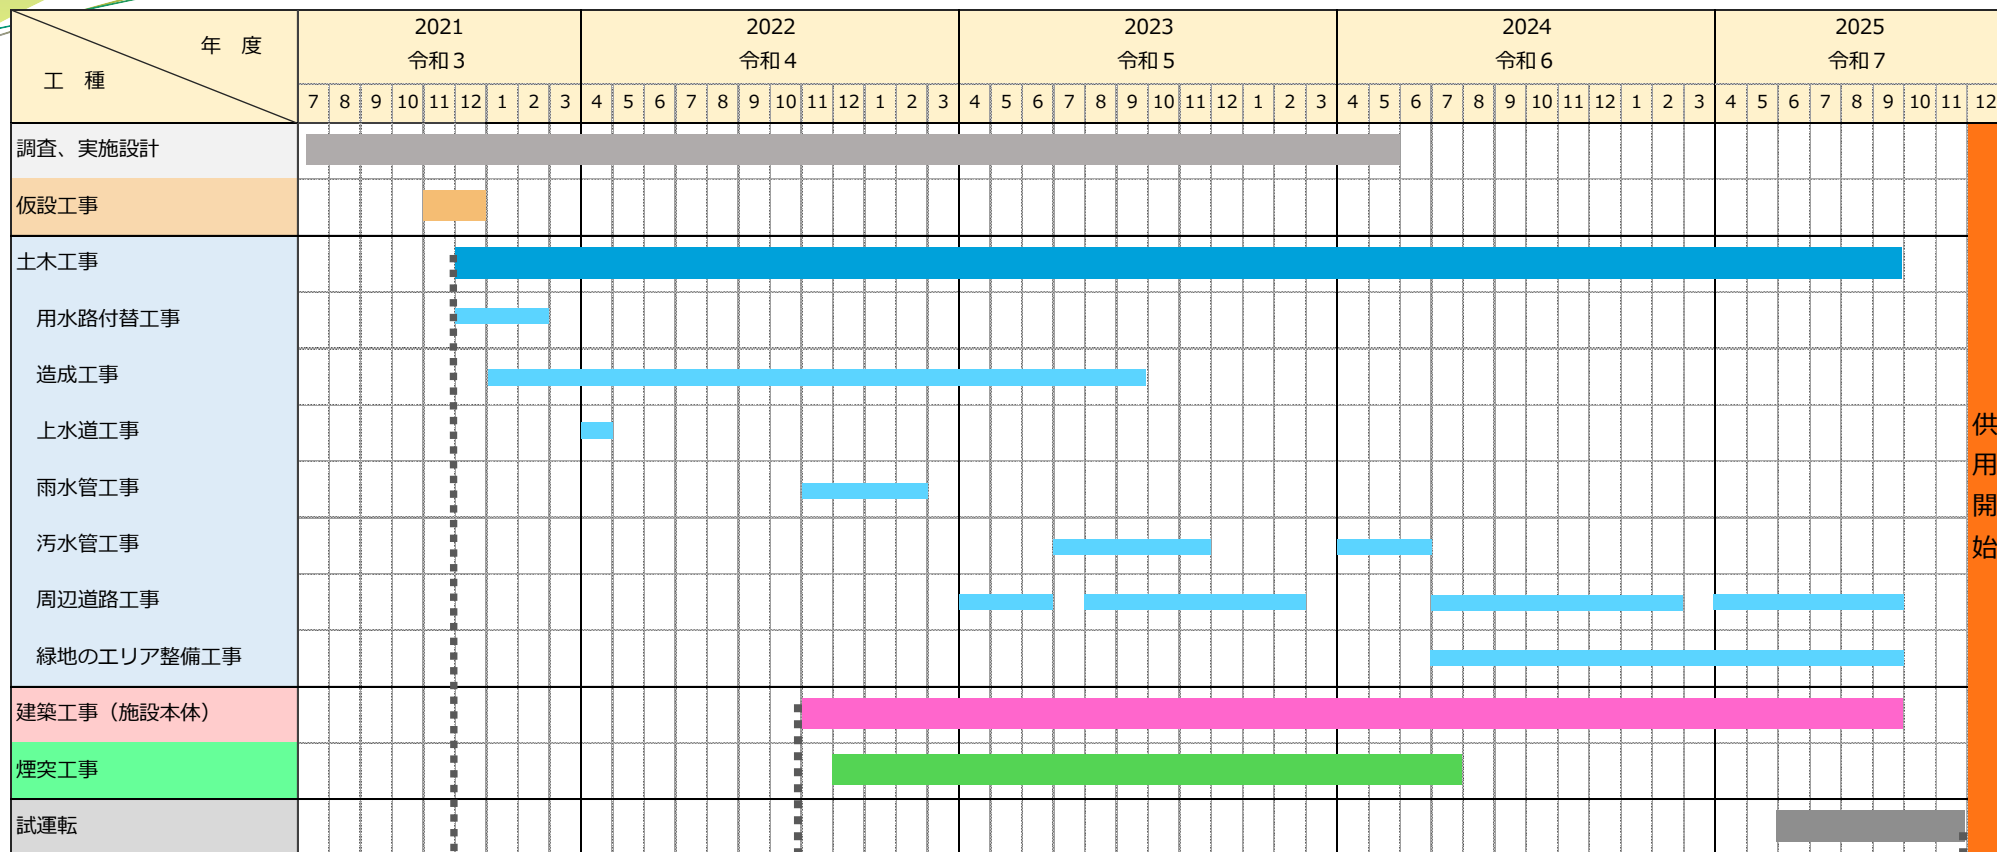 年　度
工　種
2021 2022 2023 2024 2025
令和３ 令和４ 令和５ 令和６ 令和７
7 8 9 10 11 12 1 2 3 4 5 6 7 8 9 10 11 12 1 2 3 4 5 6 7 8 9 10 11 12 1 2 3 4 5 6 7 8 9 10 11 12 1 2 3 4 5 6 7 8 9 10 11 12
調査、実施設計
仮設工事
土木工事
用水路付替工事
造成工事
上水道工事
雨水管工事
汚水管工事
周辺道路工事
緑地のエリア整備工事
建築工事（施設本体）
煙突工事
試運転
供用開始